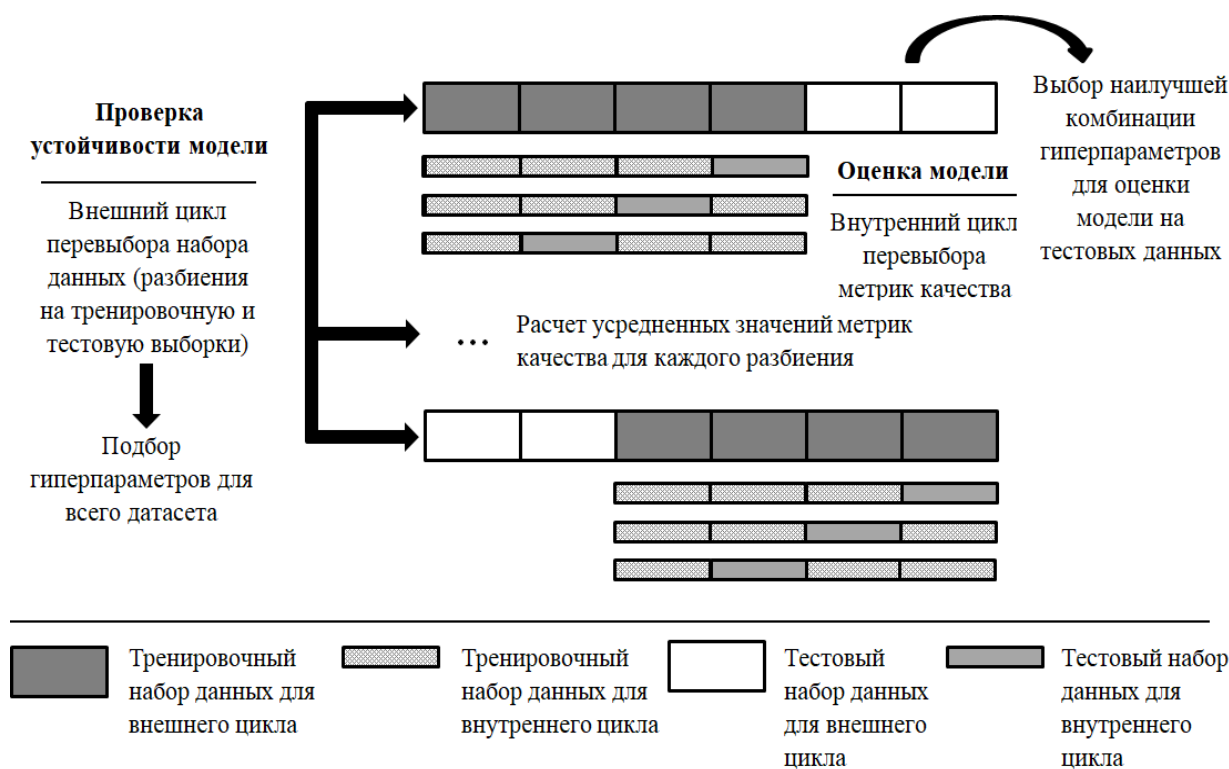 Проверка
устойчивости модели
Внешний цикл
перевыбора набора
данных (разбиения
на тренировочную и
тестовую выборки)
Подбор
гиперпараметров для
всего датасета
Оценка модели
Внутренний цикл
перевыбора
метрик качества
Выбор наилучшей
комбинации
гиперпараметров
для оценки
модели на
тестовых данных
... Расчет усредненных значений метрик
качества для каждого разбиения
Тренировочный
набор данных для
внешнего цикла
Тренировочный
набор данных для
внутреннего цикла
Тестовый
набор данных
для внешнего
цикла
Тестовый набор
данных для
внутреннего
цикла